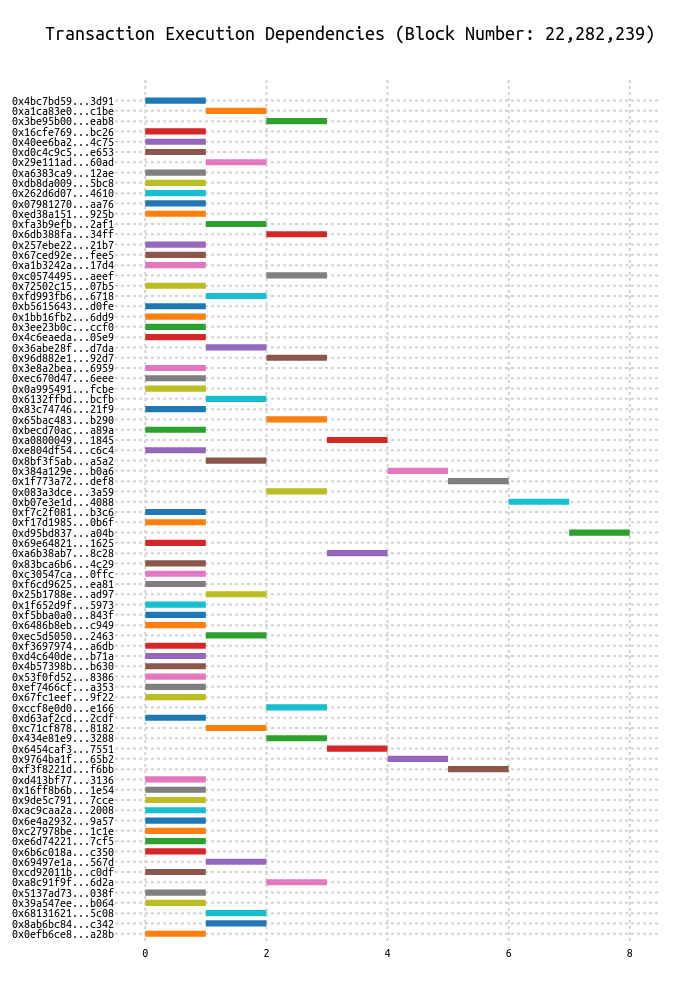 Transaction Execution Dependencies (Block Number: 22,282,239)
0x4bc7bd59...3d91
0xa1ca83e0...c1be
0x3be95b00...eab8
0x16cfe769...bc26
0x40ee6ba2...4c75
0xd0c4c9c5...e653
0x29e111ad...60ad
0xa6383ca9...12ae
0xdb8da009...5bc8
0x262d6d07...4610
0x07981270...aa76
0xed38a151...925b
0xfa3b9efb...2af1
0x6db388fa...34ff
0x257ebe22...21b7
0x67ced92e...fee5
0xa1b3242a...17d4
0xc0574495...aeef
0x72502c15...07b5
0xfd993fb6...6718
0xb5615643...d0fe
0x1bb16fb2...6dd9
0x3ee23b0c...ccf0
0x4c6eaeda...05e9
0x36abe28f...d7da
0x96d882e1...92d7
0x3e8a2bea...6959
0xec670d47...6eee
0x0a995491...fcbe
0x6132ffbd...bcfb
0x83c74746...21f9
0x65bac483...b290
0xbecd70ac...a89a
0xa0800049...1845
0xe804df54...c6c4
0x8bf3f5ab...a5a2
0x384a129e...b0a6
0x1f773a72...def8
0x083a3dce...3a59
0xb07e3e1d...4088
0xf7c2f081...b3c6
0xf17d1985...0b6f
0xd95bd837...a04b
0x69e64821...1625
0xa6b38ab7...8c28
0x83bca6b6...4c29
0xc30547ca...0ffc
0xf6cd9625...ea81
0x25b1788e...ad97
0x1f652d9f...5973
0xf5bba0a0...843f
0x6486b8eb...c949
0xec5d5050...2463
0xf3697974...a6db
0xd4c640de...b71a
0x4b57398b...b630
0x53f0fd52...8386
0xef7466cf...a353
0x67fc1eef...9f22
0xccf8e0d0...e166
0xd63af2cd...2cdf
0xc71cf878...8182
0x434e81e9...3288
0x6454caf3...7551
0x9764ba1f...65b2
0xf3f8221d...f6bb
0xd413bf77...3136
0x16ff8b6b...1e54
0x9de5c791...7cce
0xac9caa2a...2008
0x6e4a2932...9a57
0xc27978be...1c1e
0xe6d74221...7cf5
0x6b6c018a...c350
0x69497e1a...567d
0xcd92011b...c0df
0xa8c91f9f...6d2a
0x5137ad73...038f
0x39a547ee...b064
0x68131621...5c08
0x8ab6bc84...c342
0x0efb6ce8...a28b
0 2 4 6 8